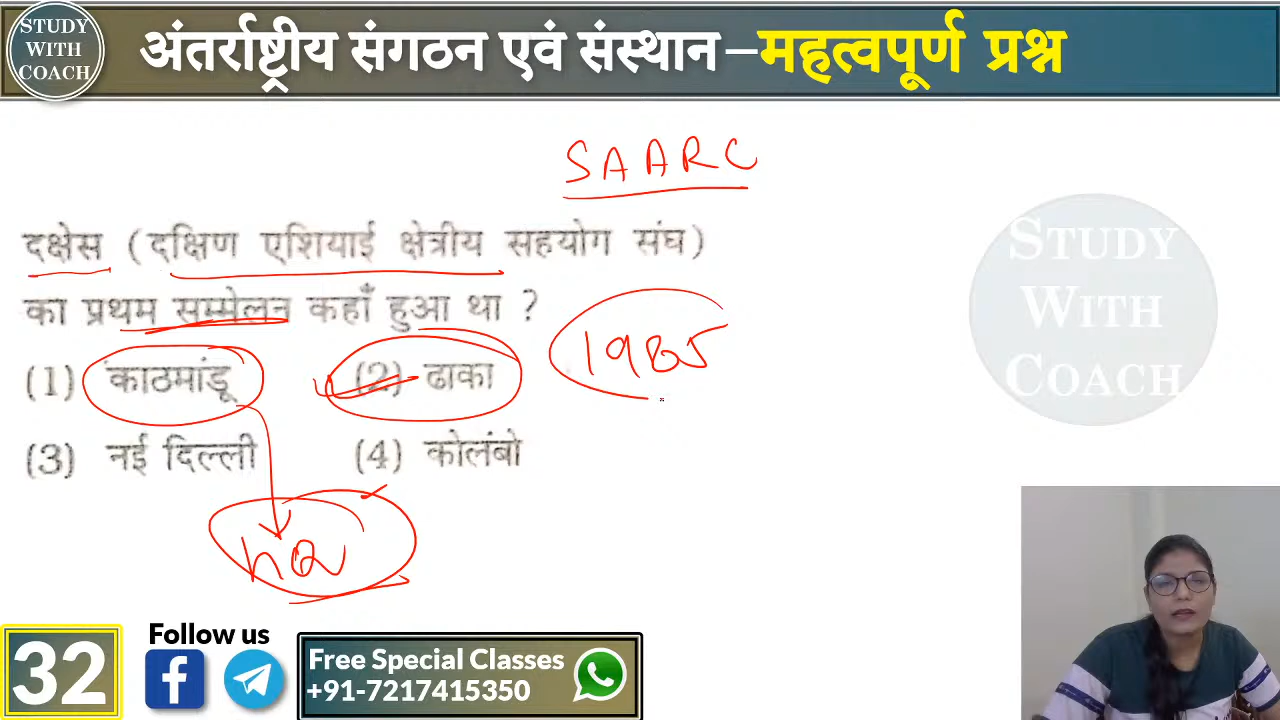 STUDY
WITH
COACH
अंतर्राष्ट्रीय संगठन एवं संस्थान – महत्वपूर्ण प्रश्न
SAARC
दक्षेस (दक्षिण एशियाई क्षेत्रीय सहयोग संघ)
का प्रथम सम्मेलन कहाँ हुआ था ?
1985
(1) काठमांडू (2) ढाका
(3) नई दिल्ली (4) कोलंबो
hQ
STUDY
WITH
COACH
32
Follow us
Free Special Classes
+91-7217415350